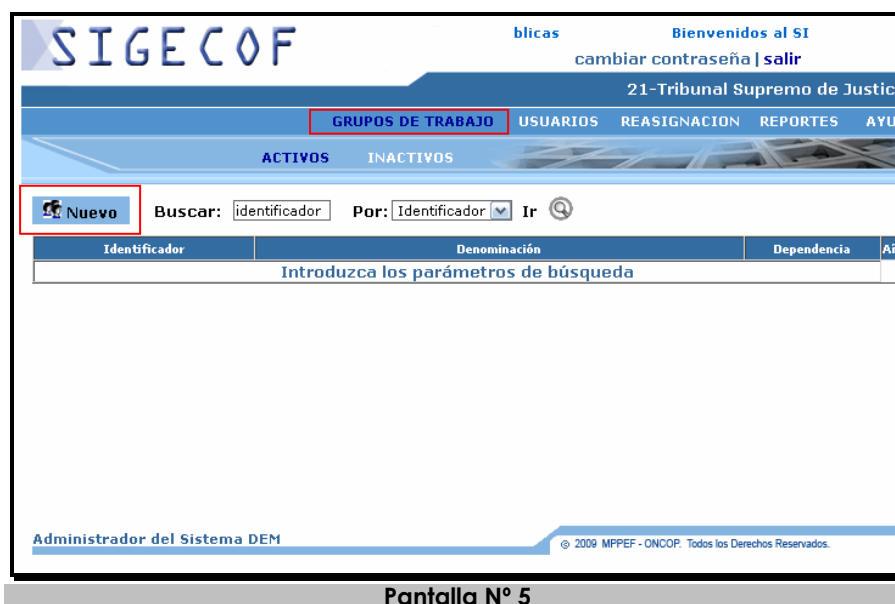 SIGECOF
blicas Bienvenidos al SI
cambiar contraseña | salir
21-Tribunal Supremo de Justic
GRUPOS DE TRABAJO USUARIOS REASIGNACION REPORTES AYU
ACTIVOS INACTIVOS
Nuevo Buscar: identificador Por: Identificador Ir
Identificador Denominación Dependencia Añ
Introduzca los parámetros de búsqueda
Administrador del Sistema DEM
© 2009 MPPEF - ONCOP. Todos los Derechos Reservados.
Pantalla Nº 5